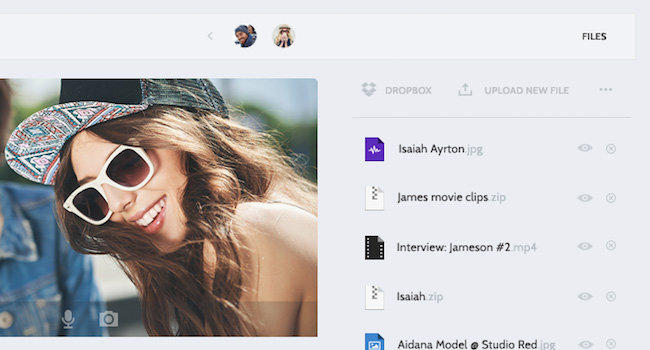 FILES
DROPBOX UPLOAD NEW FILE
Isaiah Ayrton.jpg
James movie clips.zip
Interview: Jameson #2.mp4
Isaiah.zip
Aidana Model @ Studio Red.jpg